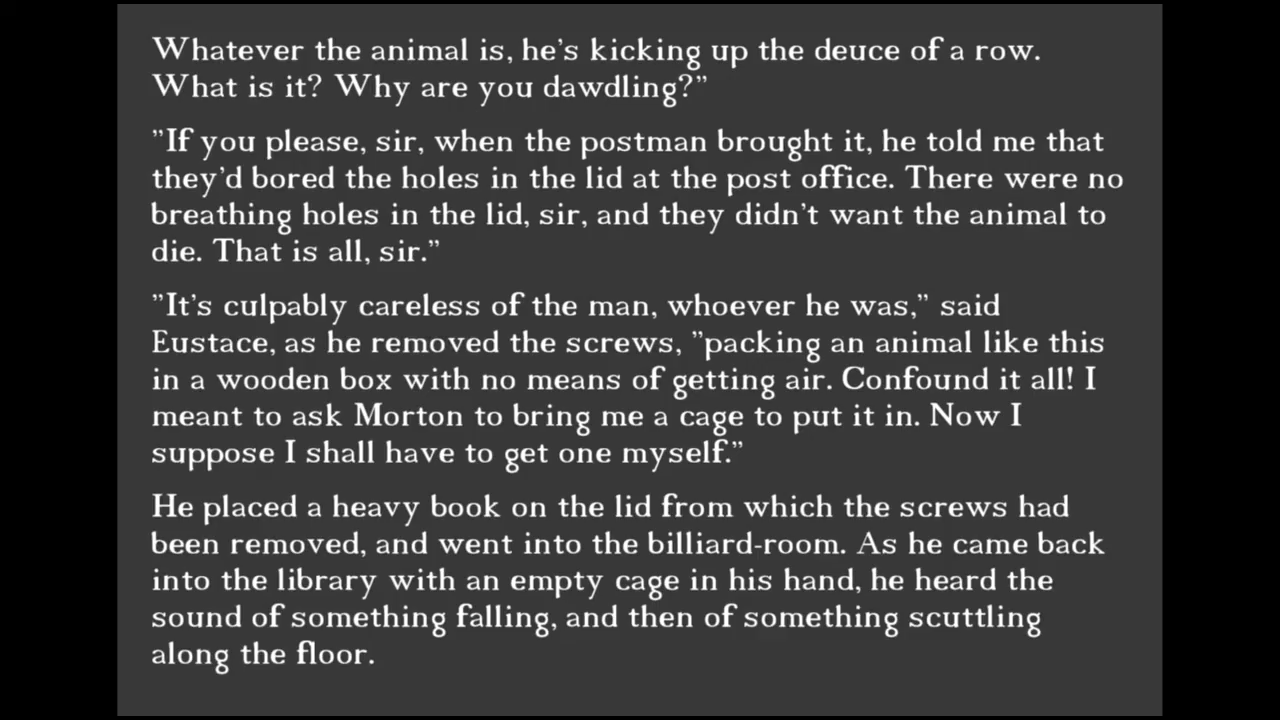 Whatever the animal is, he's kicking up the deuce of a row.
What is it? Why are you dawdling?”
”If you please, sir, when the postman brought it, he told me that
they'd bored the holes in the lid at the post office. There were no
breathing holes in the lid, sir, and they didn't want the animal to
die. That is all, sir.”
”It's culpably careless of the man, whoever he was,” said
Eustace, as he removed the screws, ”packing an animal like this
in a wooden box with no means of getting air. Confound it all! I
meant to ask Morton to bring me a cage to put it in. Now I
suppose I shall have to get one myself.”
He placed a heavy book on the lid from which the screws had
been removed, and went into the billiard-room. As he came back
into the library with an empty cage in his hand, he heard the
sound of something falling, and then of something scuttling
along the floor.